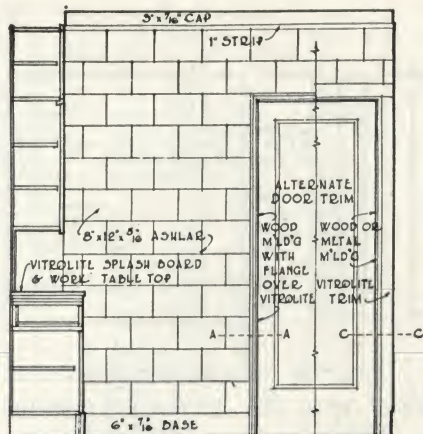 3" x 7/16" CAP
1" STRIP
ALTERNATE
DOOR TRIM
8" x 12" x 5/16" ASHLAR
WOOD
M'LD'G
WITH
FLANGE
OVER
VITROLITE
WOOD OR
METAL
M'LD'G
VITROLITE
TRIM
VITROLITE SPLASH BOARD
& WORK TABLE TOP
A A
C C
6" x 7/16" BASE